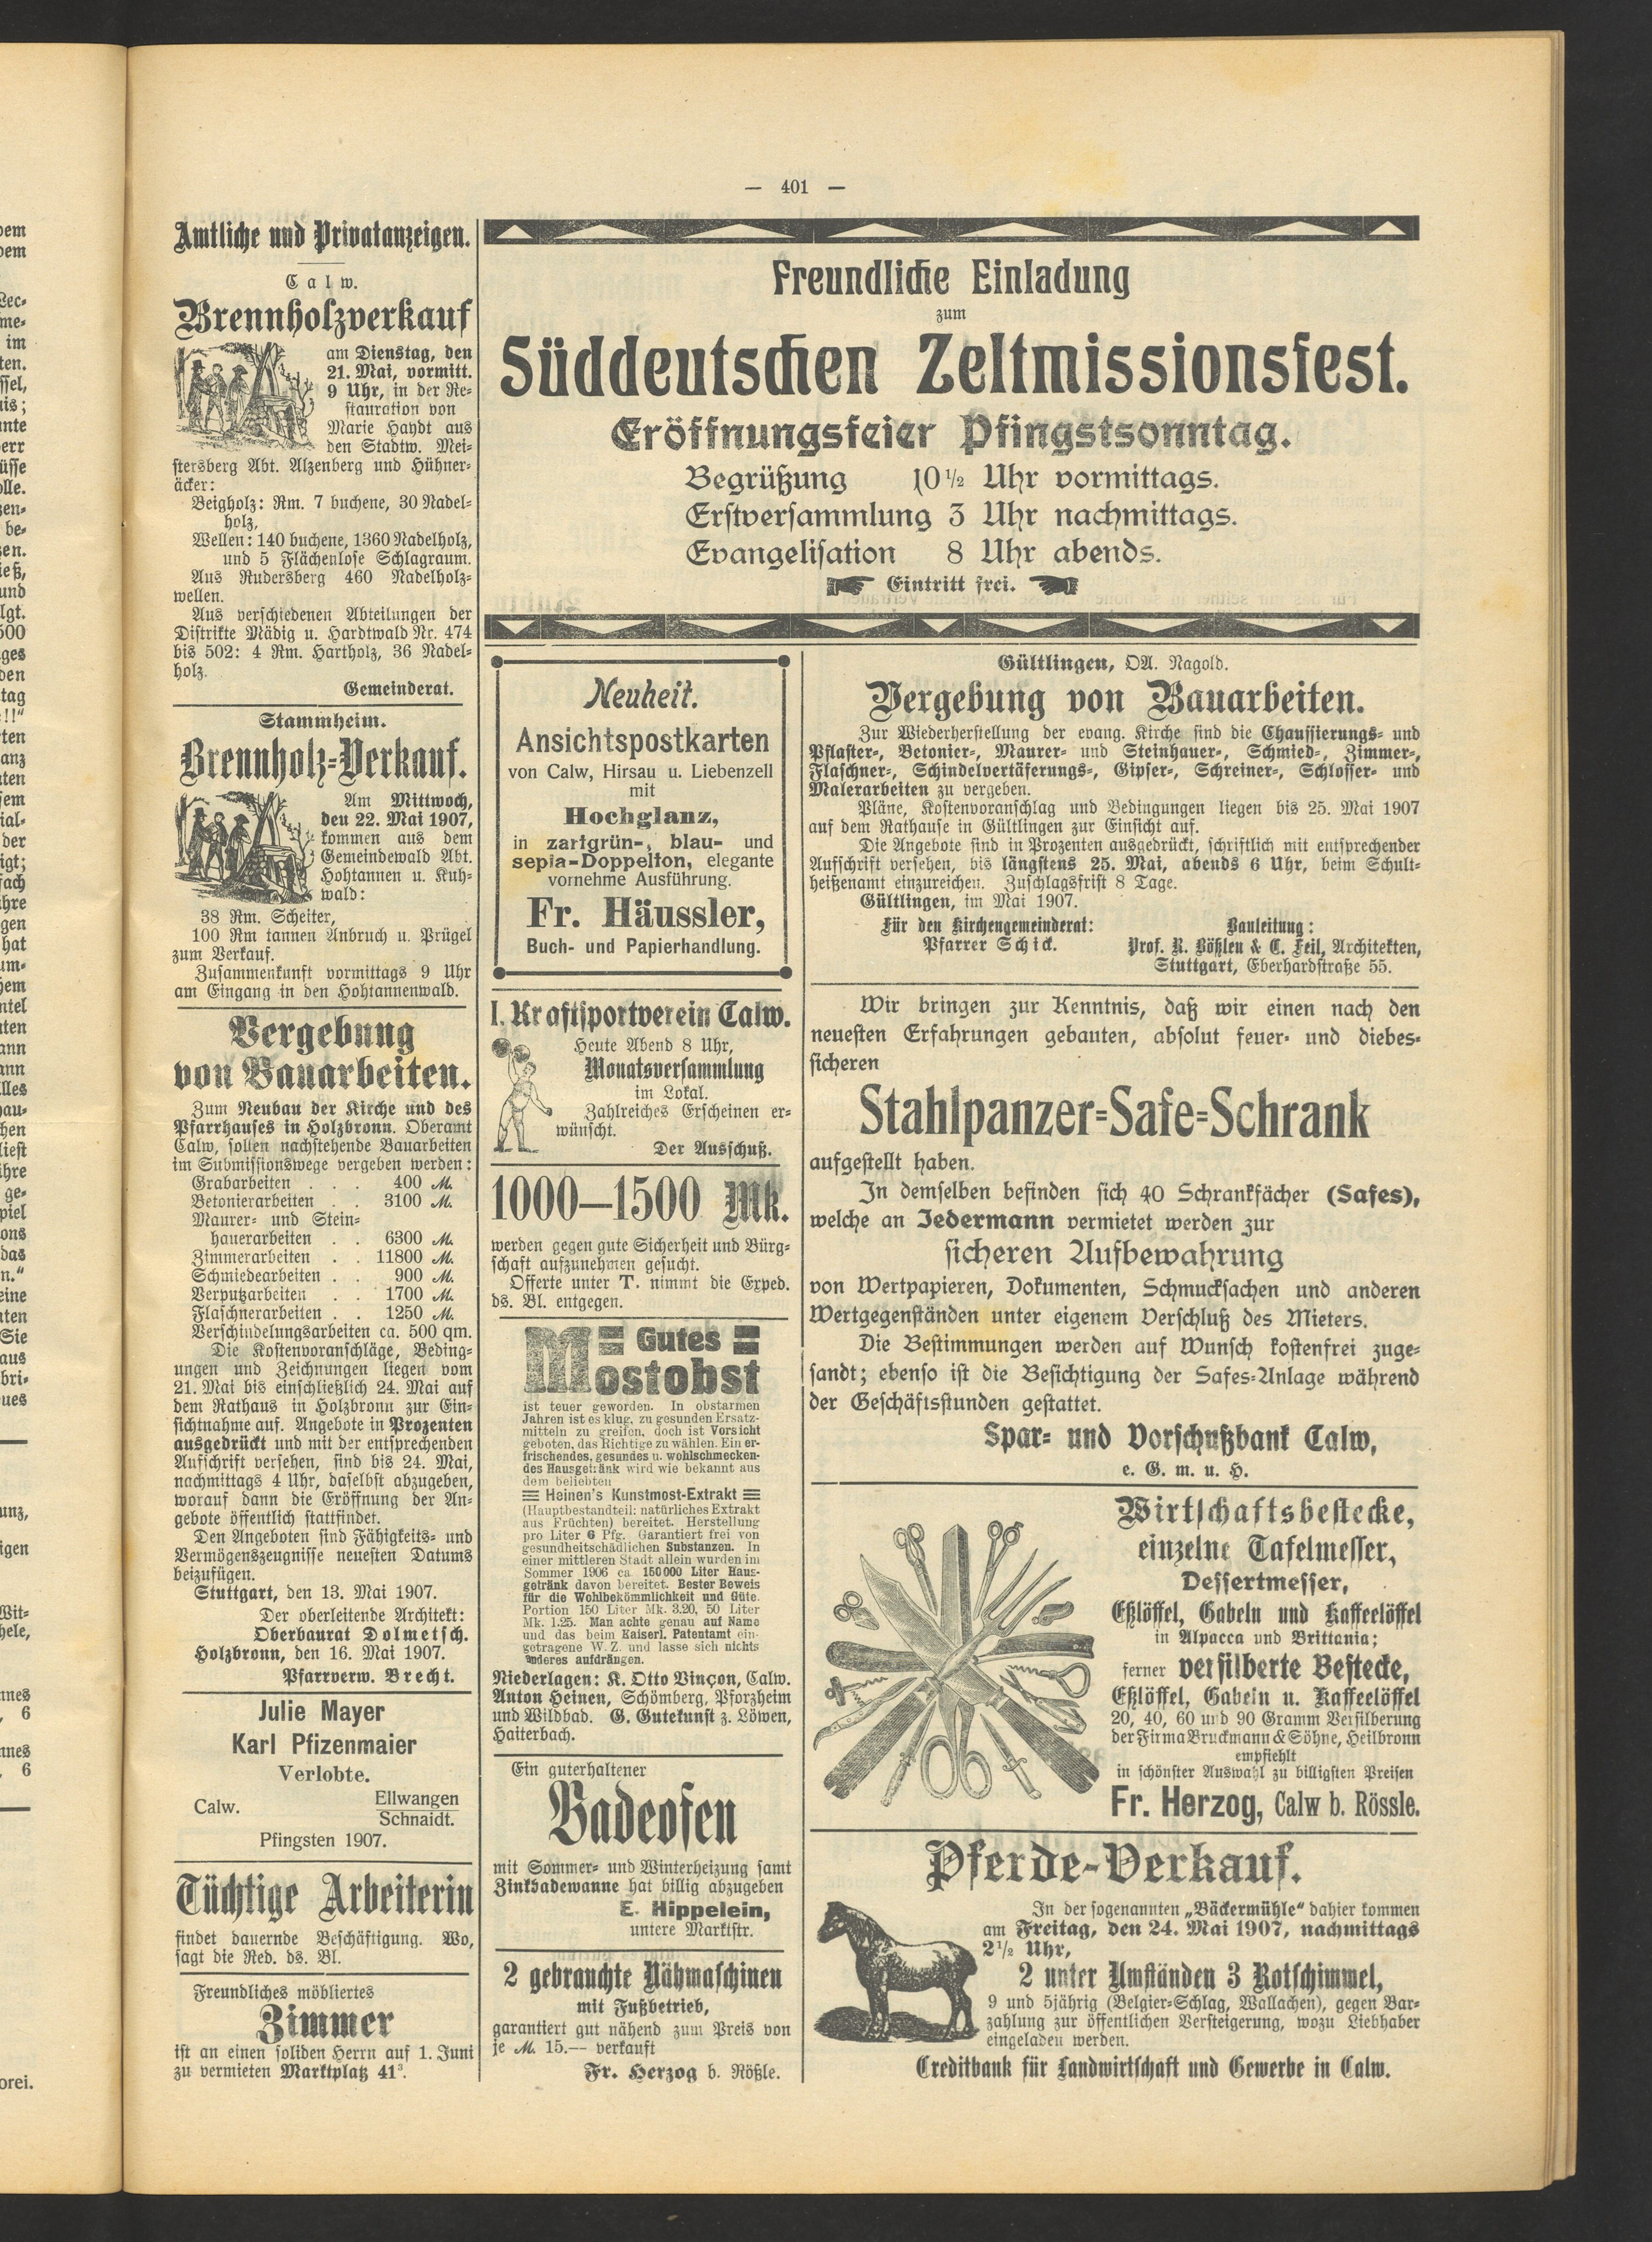 — 401 —
Amtliche und Privatanzeigen.
Calw.
Brennholzverkauf
am Dienstag, den
21. Mai, vormitt.
9 Uhr, in der Re-
stauration von
Marie Haydt aus
den Stadtw. Mei-
stersberg Abt. Alzenberg und Hühner-
äcker:
Beigholz: Rm. 7 buchene, 30 Nadel-
holz,
Wellen: 140 buchene, 1360 Nadelholz,
und 5 Flächenlose Schlagraum.
Aus Rudersberg 460 Nadelholz-
wellen.
Aus verschiedenen Abteilungen der
Distrikte Mädig u. Hardtwald Nr. 474
bis 502: 4 Rm. Hartholz, 36 Nadel-
holz.
Gemeinderat.
Stammheim.
Brennholz-Verkauf.
Am Mittwoch,
den 22. Mai 1907,
kommen aus dem
Gemeindewald Abt.
Hohtannen u. Kuh-
wald:
38 Rm. Scheiter,
100 Rm tannen Anbruch u. Prügel
zum Verkauf.
Zusammenkunft vormittags 9 Uhr
am Eingang in den Hohtannenwald.
Vergebung
von Bauarbeiten.
Zum Neubau der Kirche und des
Pfarrhauses in Holzbronn, Oberamt
Calw, sollen nachstehende Bauarbeiten
im Submissionswege vergeben werden:
Grabarbeiten . . . 400 M.
Betonierarbeiten . . 3100 M.
Maurer- und Stein-
hauerarbeiten . . 6300 M.
Zimmerarbeiten . . 11800 M.
Schmiedearbeiten . . 900 M.
Verputzarbeiten . . 1700 M.
Flaschnerarbeiten . . 1250 M.
Verschindelungsarbeiten ca. 500 qm.
Die Kostenvoranschläge, Beding-
ungen und Zeichnungen liegen vom
21. Mai bis einschließlich 24. Mai auf
dem Rathaus in Holzbronn zur Ein-
sichtnahme auf. Angebote in Prozenten
ausgedrückt und mit der entsprechenden
Aufschrift versehen, sind bis 24. Mai,
nachmittags 4 Uhr, daselbst abzugeben,
worauf dann die Eröffnung der An-
gebote öffentlich stattfindet.
Den Angeboten sind Fähigkeits- und
Vermögenszeugnisse neuesten Datums
beizufügen.
Stuttgart, den 13. Mai 1907.
Der oberleitende Architekt:
Oberbaurat Dolmetsch.
Holzbronn, den 16. Mai 1907.
Pfarrverw. Brecht.
Julie Mayer
Karl Pfizenmaier
Verlobte.
Calw. Ellwangen
Schnaidt.
Pfingsten 1907.
Tüchtige Arbeiterin
findet dauernde Beschäftigung. Wo,
sagt die Red. ds. Bl.
Freundliches möbliertes
Zimmer
ist an einen soliden Herrn auf 1. Juni
zu vermieten Marktplatz 41³.
Freundliche Einladung
zum
Süddeutschen Zeltmissionsfest.
Eröffnungsfeier Pfingstsonntag.
Begrüßung 10½ Uhr vormittags.
Erstversammlung 3 Uhr nachmittags.
Evangelisation 8 Uhr abends.
Eintritt frei.
Neuheit.
Ansichtspostkarten
von Calw, Hirsau u. Liebenzell
mit
Hochglanz,
in zartgrün-, blau- und
sepia-Doppelton, elegante
vornehme Ausführung.
Fr. Häussler,
Buch- und Papierhandlung.
I. Kraftsportverein Calw.
Heute Abend 8 Uhr,
Monatsversammlung
im Lokal.
Zahlreiches Erscheinen er-
wünscht.
Der Ausschuß.
1000—1500 Mk.
werden gegen gute Sicherheit und Bürg-
schaft aufzunehmen gesucht.
Offerte unter T. nimmt die Exped.
ds. Bl. entgegen.
Gutes
Mostobst
ist teuer geworden. In obstarmen
Jahren ist es klug, zu gesunden Ersatz-
mitteln zu greifen, doch ist Vorsicht
geboten, das Richtige zu wählen. Ein er-
frischendes, gesundes u. wohlschmecken-
des Hausgetränk wird wie bekannt aus
dem beliebten
Heinen's Kunstmost-Extrakt
(Hauptbestandteil: natürliches Extrakt
aus Früchten) bereitet. Herstellung
pro Liter 6 Pfg. Garantiert frei von
gesundheitschädlichen Substanzen. In
einer mittleren Stadt allein wurden im
Sommer 1906 ca. 150000 Liter Haus-
getränk davon bereitet. Bester Beweis
für die Wohlbekömmlichkeit und Güte.
Portion 150 Liter Mk. 3.20, 50 Liter
Mk. 1.25. Man achte genau auf Name
und das beim Kaiserl. Patentamt ein-
getragene W. Z. und lasse sich nichts
anderes aufdrängen.
Niederlagen: K. Otto Vinçon, Calw.
Anton Heinen, Schömberg, Pforzheim
und Wildbad. G. Gutekunst z. Löwen,
Haiterbach.
Ein guterhaltener
Badeofen
mit Sommer- und Winterheizung samt
Zinkbadewanne hat billig abzugeben
E. Hippelein,
untere Marktstr.
2 gebrauchte Nähmaschinen
mit Fußbetrieb,
garantiert gut nähend zum Preis von
je M. 15.— verkauft
Fr. Herzog b. Rößle.
Gültlingen, OA. Nagold.
Vergebung von Bauarbeiten.
Zur Wiederherstellung der evang. Kirche sind die Chaussierungs- und
Pflaster-, Betonier-, Maurer- und Steinhauer-, Schmied-, Zimmer-,
Flaschner-, Schindelvertäferungs-, Gipser-, Schreiner-, Schlosser- und
Malerarbeiten zu vergeben.
Pläne, Kostenvoranschlag und Bedingungen liegen bis 25. Mai 1907
auf dem Rathause in Gültlingen zur Einsicht auf.
Die Angebote sind in Prozenten ausgedrückt, schriftlich mit entsprechender
Aufschrift versehen, bis längstens 25. Mai, abends 6 Uhr, beim Schult-
heißenamt einzureichen. Zuschlagsfrist 8 Tage.
Gültlingen, im Mai 1907.
Für den Kirchengemeinderat: Bauleitung:
Pfarrer Schick. Prof. R. Böklen & C. Feil, Architekten,
Stuttgart, Eberhardstraße 55.
Wir bringen zur Kenntnis, daß wir einen nach den
neuesten Erfahrungen gebauten, absolut feuer- und diebes-
sicheren
Stahlpanzer-Safe-Schrank
aufgestellt haben.
In demselben befinden sich 40 Schrankfächer (Safes),
welche an Jedermann vermietet werden zur
sicheren Aufbewahrung
von Wertpapieren, Dokumenten, Schmucksachen und anderen
Wertgegenständen unter eigenem Verschluß des Mieters.
Die Bestimmungen werden auf Wunsch kostenfrei zuge-
sandt; ebenso ist die Besichtigung der Safes-Anlage während
der Geschäftsstunden gestattet.
Spar- und Vorschußbank Calw,
e. G. m. u. H.
Wirtschaftsbestecke,
einzelne Tafelmesser,
Dessertmesser,
Eßlöffel, Gabeln und Kaffeelöffel
in Alpacca und Brittania;
ferner versilberte Bestecke,
Eßlöffel, Gabeln u. Kaffeelöffel
20, 40, 60 und 90 Gramm Versilberung
der Firma Bruckmann & Söhne, Heilbronn
empfiehlt
in schönster Auswahl zu billigsten Preisen
Fr. Herzog, Calw b. Rössle.
Pferde-Verkauf.
In der sogenannten „Bäckermühle“ dahier kommen
am Freitag, den 24. Mai 1907, nachmittags
2½ Uhr,
2 unter Umständen 3 Rotschimmel,
9 und 5jährig (Belgier-Schlag, Wallachen), gegen Bar-
zahlung zur öffentlichen Versteigerung, wozu Liebhaber
eingeladen werden.
Creditbank für Landwirtschaft und Gewerbe in Calw.